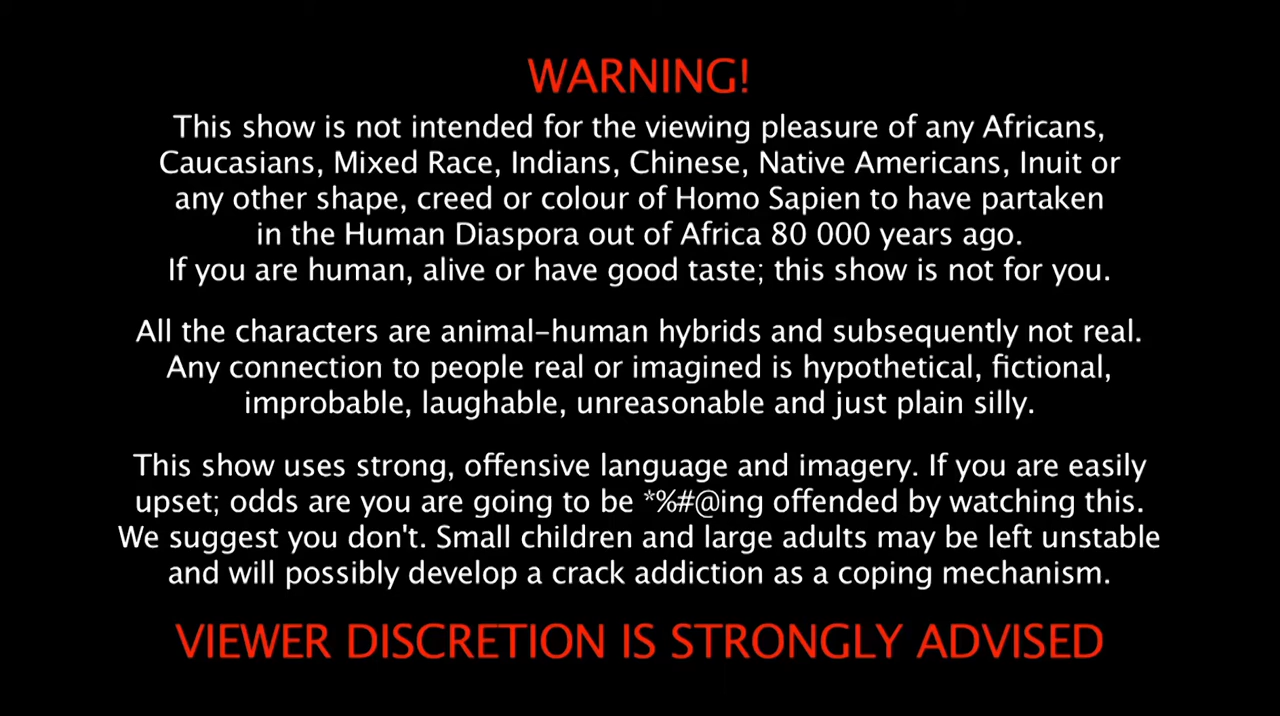 WARNING!
This show is not intended for the viewing pleasure of any Africans,
Caucasians, Mixed Race, Indians, Chinese, Native Americans, Inuit or
any other shape, creed or colour of Homo Sapien to have partaken
in the Human Diaspora out of Africa 80 000 years ago.
If you are human, alive or have good taste; this show is not for you.
All the characters are animal-human hybrids and subsequently not real.
Any connection to people real or imagined is hypothetical, fictional,
improbable, laughable, unreasonable and just plain silly.
This show uses strong, offensive language and imagery. If you are easily
upset; odds are you are going to be *%#@ing offended by watching this.
We suggest you don't. Small children and large adults may be left unstable
and will possibly develop a crack addiction as a coping mechanism.
VIEWER DISCRETION IS STRONGLY ADVISED